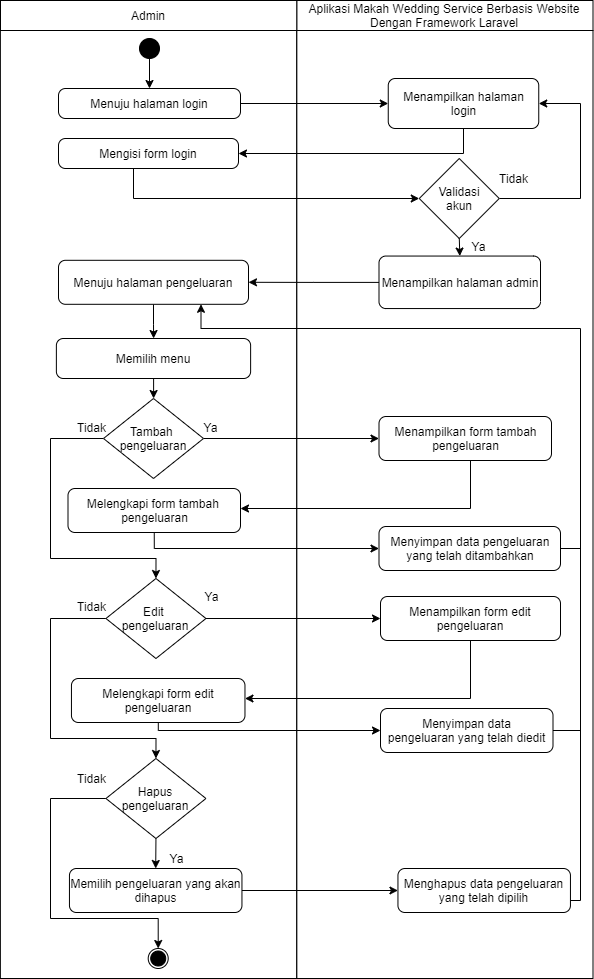 Admin
Aplikasi Makah Wedding Service Berbasis Website
Dengan Framework Laravel
Menuju halaman login
Menampilkan halaman
login
Mengisi form login
Validasi
akun
Tidak
Ya
Menuju halaman pengeluaran
Menampilkan halaman admin
Memilih menu
Tidak
Tambah
pengeluaran
Ya
Menampilkan form tambah
pengeluaran
Melengkapi form tambah
pengeluaran
Menyimpan data pengeluaran
yang telah ditambahkan
Tidak
Edit
pengeluaran
Ya
Menampilkan form edit
pengeluaran
Melengkapi form edit
pengeluaran
Menyimpan data
pengeluaran yang telah diedit
Tidak
Hapus
pengeluaran
Ya
Memilih pengeluaran yang akan
dihapus
Menghapus data pengeluaran
yang telah dipilih